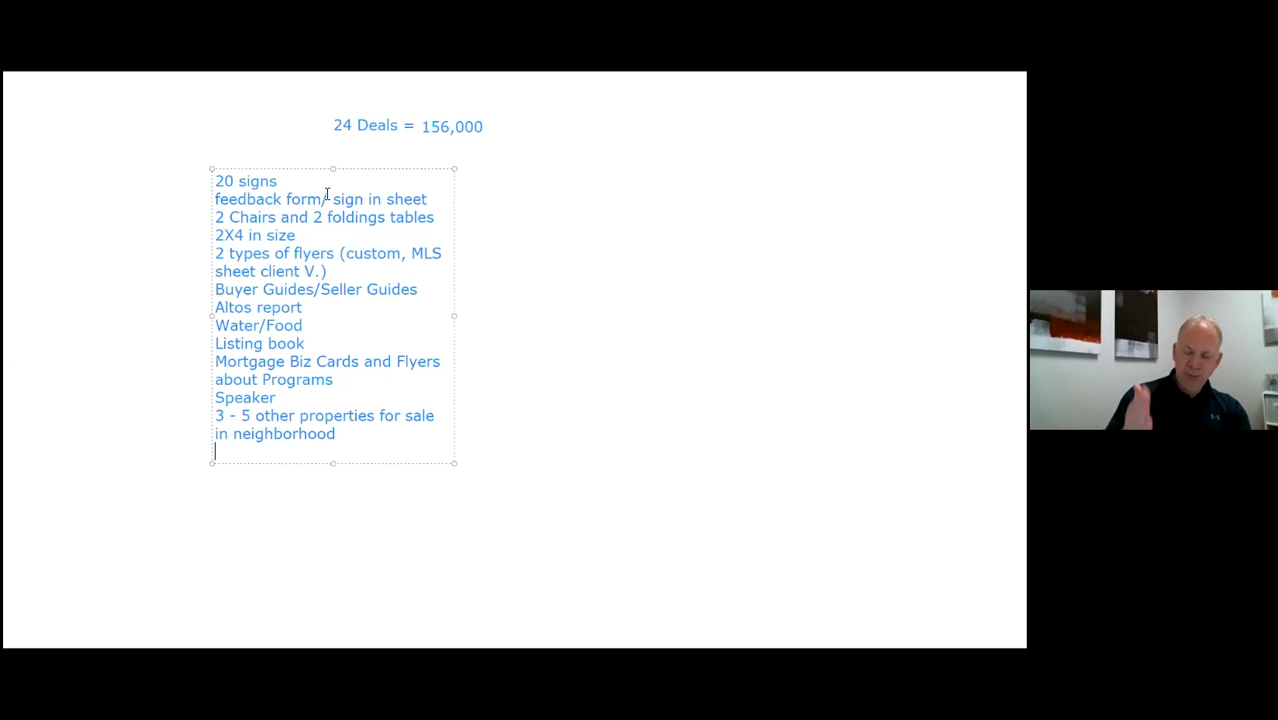 24 Deals = 156,000
20 signs
feedback form/ sign in sheet
2 Chairs and 2 foldings tables
2X4 in size
2 types of flyers (custom, MLS
sheet client V.)
Buyer Guides/Seller Guides
Altos report
Water/Food
Listing book
Mortgage Biz Cards and Flyers
about Programs
Speaker
3 - 5 other properties for sale
in neighborhood